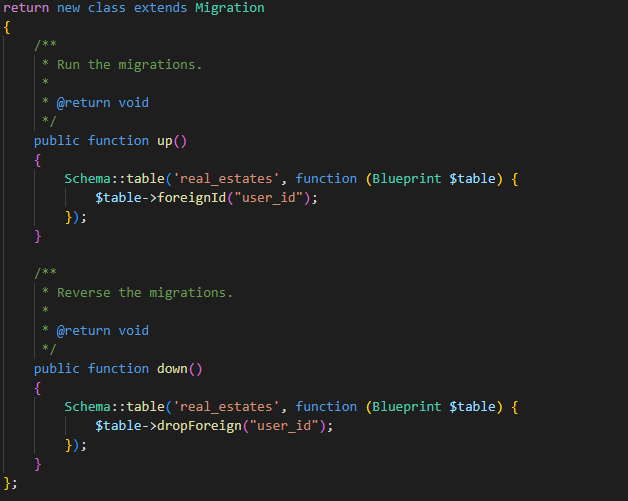 return new class extends Migration
{
    /**
     * Run the migrations.
     *
     * @return void
     */
    public function up()
    {
        Schema::table('real_estates', function (Blueprint $table) {
            $table->foreignId("user_id");
        });
    }

    /**
     * Reverse the migrations.
     *
     * @return void
     */
    public function down()
    {
        Schema::table('real_estates', function (Blueprint $table) {
            $table->dropForeign("user_id");
        });
    }
};